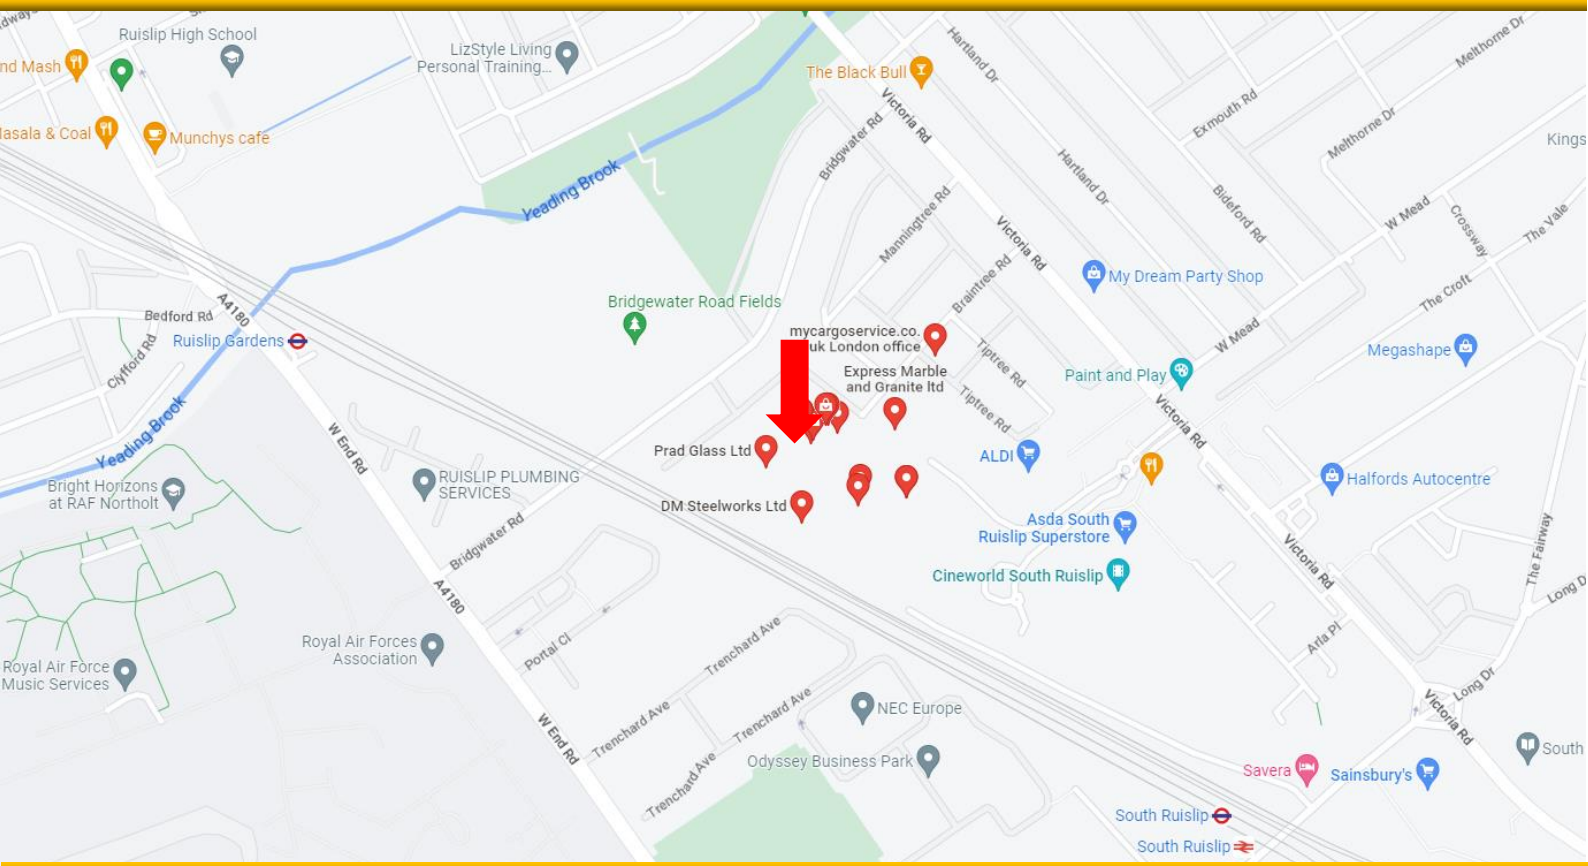 Ruislip High School
LizStyle Living
Personal Training...
nd Mash
The Black Bull
Hartland Dr
Melthorne Dr
Masala & Coal
Munchys cafe
Victoria Rd
Bridgwater Rd
Exmouth Rd
Melthorne Dr
Kings
Yeading Brook
Hartland Dr
Manningtree Rd
Bideford Rd
W Mead
Crossway
The Vale
Victoria Rd
Braintree Rd
My Dream Party Shop
The Croft
A4180
Bedford Rd
Bridgewater Road Fields
Ruislip Gardens
Clyfford Rd
mycargoservice.co.
uk London office
W Mead
Tiptree Rd
Megashape
Express Marble
and Granite ltd
Paint and Play
Tiptree Rd
Victoria Rd
Yeading Brook
W End Rd
Prad Glass Ltd
ALDI
RUISLIP PLUMBING
SERVICES
Halfords Autocentre
Bright Horizons
at RAF Northolt
DM Steelworks Ltd
Bridgwater Rd
Asda South
Ruislip Superstore
Victoria Rd
The Fairway
Cineworld South Ruislip
Long D
A4180
Royal Air Forces
Association
Portal Cl
Trenchard Ave
Arla Pl
Royal Air Force
Music Services
Long Dr
Trenchard Ave
Trenchard Ave
NEC Europe
Victoria Rd
W End Rd
South
Odyssey Business Park
Trenchard Ave
Savera
Sainsbury's
South Ruislip
South Ruislip